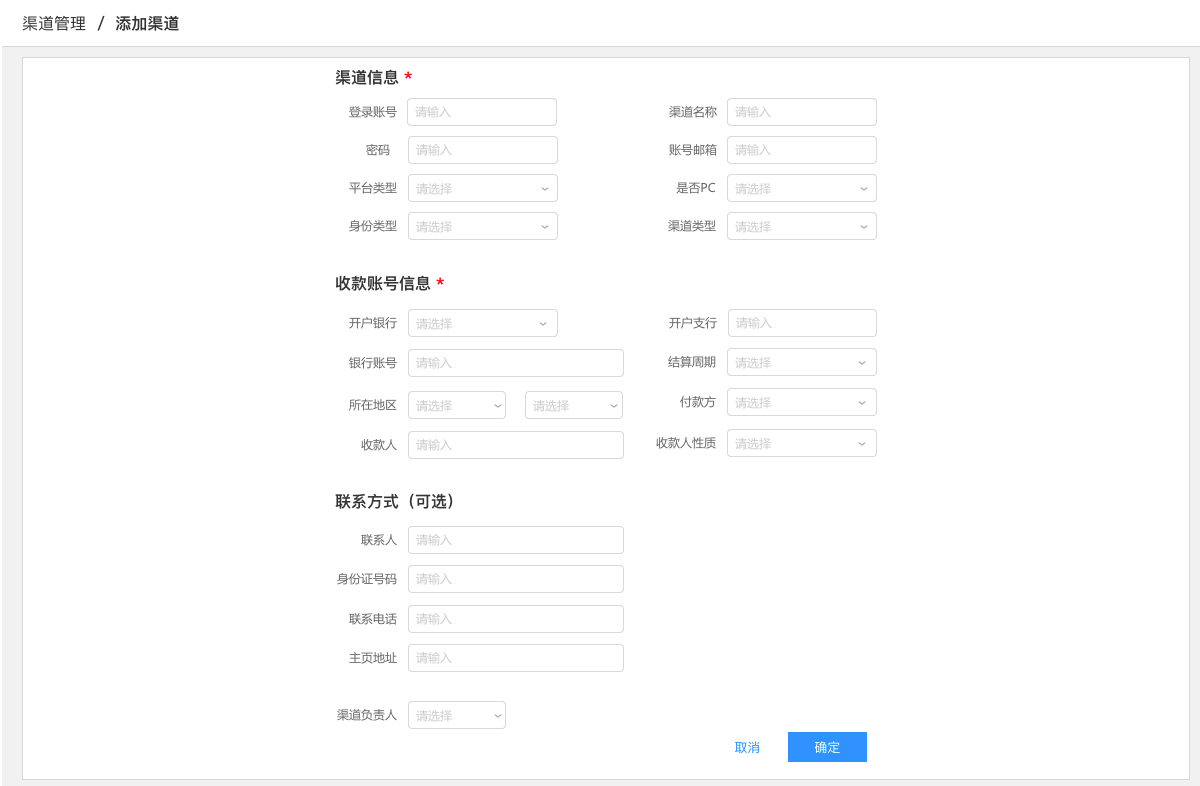 渠道管理 / 添加渠道
渠道信息 *
登录账号 请输入 渠道名称 请输入
密码 请输入 账号邮箱 请输入
平台类型 请选择 是否PC 请选择
身份类型 请选择 渠道类型 请选择
收款账号信息 *
开户银行 请选择 开户支行 请输入
银行账号 请输入 结算周期 请选择
所在地区 请选择 请选择 付款方 请选择
收款人 请输入 收款人性质 请选择
联系方式（可选）
联系人 请输入
身份证号码 请输入
联系电话 请输入
主页地址 请输入
渠道负责人 请选择
取消 确定